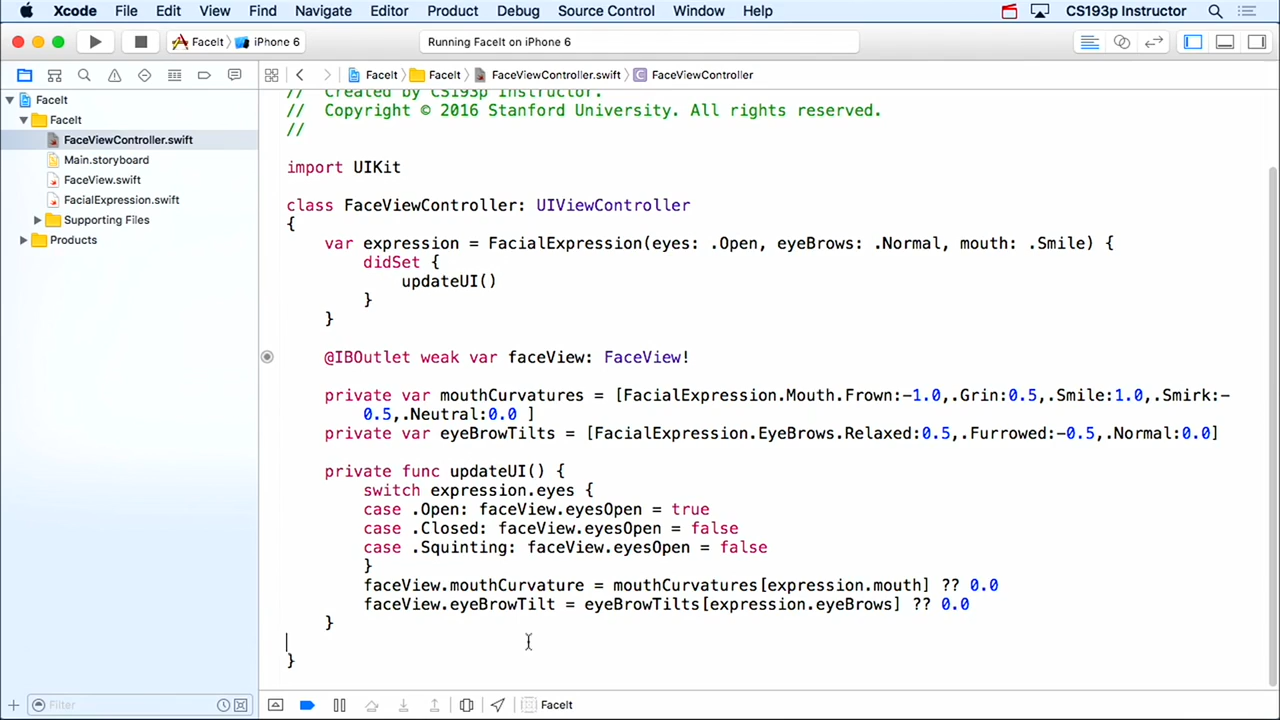 Xcode File Edit View Find Navigate Editor Product Debug Source Control Window Help CS193p Instructor
FaceIt iPhone 6 Running FaceIt on iPhone 6
FaceIt FaceIt FaceViewController.swift FaceViewController
FaceIt
FaceIt
FaceViewController.swift
Main.storyboard
FaceView.swift
FacialExpression.swift
Supporting Files
Products
// Created by CS193p Instructor.
// Copyright © 2016 Stanford University. All rights reserved.
//
import UIKit
class FaceViewController: UIViewController
{
var expression = FacialExpression(eyes: .Open, eyeBrows: .Normal, mouth: .Smile) {
didSet {
updateUI()
}
}
@IBOutlet weak var faceView: FaceView!
private var mouthCurvatures = [FacialExpression.Mouth.Frown:-1.0,.Grin:0.5,.Smile:1.0,.Smirk:-
0.5,.Neutral:0.0 ]
private var eyeBrowTilts = [FacialExpression.EyeBrows.Relaxed:0.5,.Furrowed:-0.5,.Normal:0.0]
private func updateUI() {
switch expression.eyes {
case .Open: faceView.eyesOpen = true
case .Closed: faceView.eyesOpen = false
case .Squinting: faceView.eyesOpen = false
}
faceView.mouthCurvature = mouthCurvatures[expression.mouth] ?? 0.0
faceView.eyeBrowTilt = eyeBrowTilts[expression.eyeBrows] ?? 0.0
}
}
Filter FaceIt